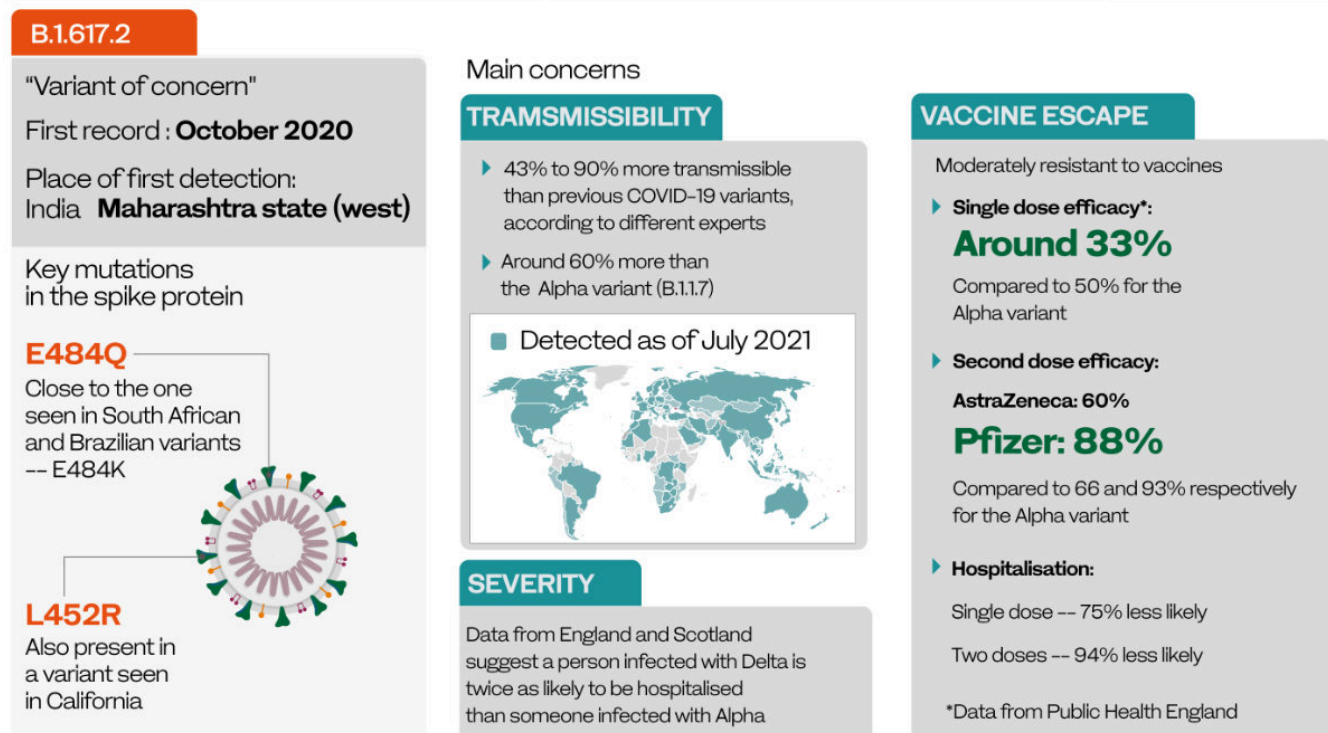 B.1.617.2
“Variant of concern"
First record : October 2020
Place of first detection:
India Maharashtra state (west)
Key mutations
in the spike protein
E484Q
Close to the one
seen in South African
and Brazilian variants
-- E484K
L452R
Also present in
a variant seen
in California
Main concerns
TRAMSMISSIBILITY
43% to 90% more transmissible
than previous COVID-19 variants,
according to different experts
Around 60% more than
the Alpha variant (B.1.1.7)
Detected as of July 2021
SEVERITY
Data from England and Scotland
suggest a person infected with Delta is
twice as likely to be hospitalised
than someone infected with Alpha
VACCINE ESCAPE
Moderately resistant to vaccines
Single dose efficacy*:
Around 33%
Compared to 50% for the
Alpha variant
Second dose efficacy:
AstraZeneca: 60%
Pfizer: 88%
Compared to 66 and 93% respectively
for the Alpha variant
Hospitalisation:
Single dose -- 75% less likely
Two doses -- 94% less likely
*Data from Public Health England